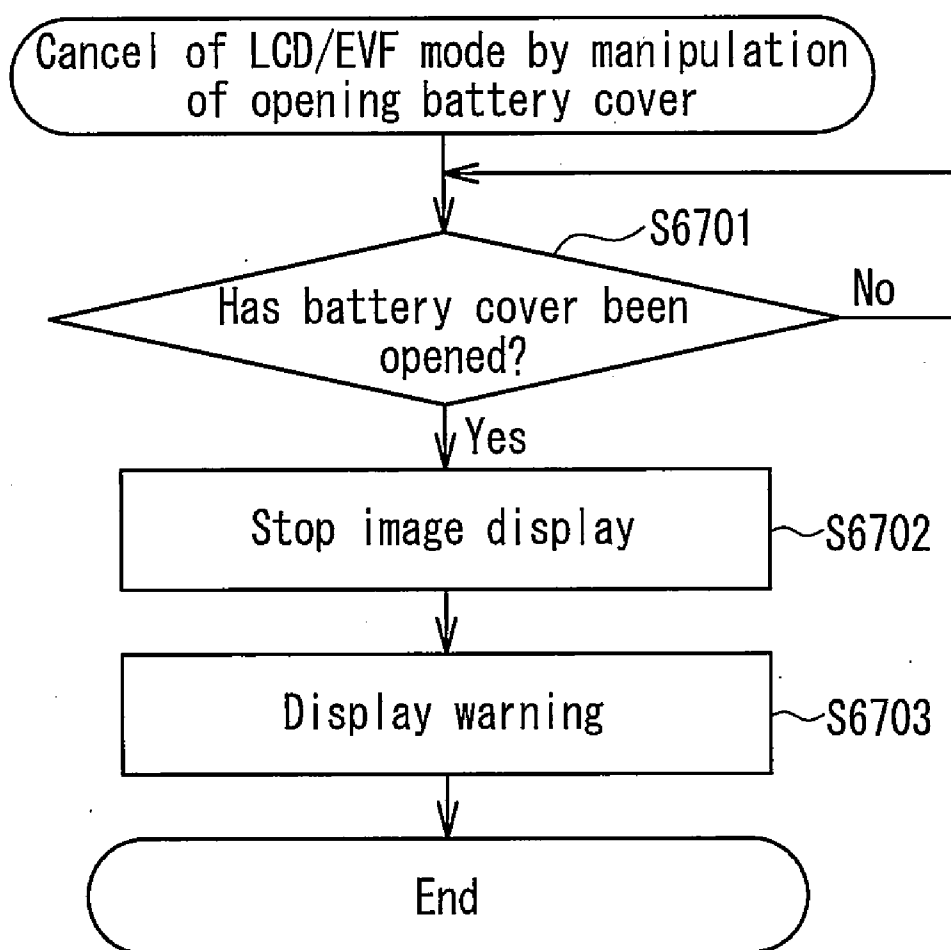 Cancel of LCD/EVF mode by manipulation
of opening battery cover
S6701
Has battery cover been
opened?
No
Yes
Stop image display
S6702
Display warning
S6703
End